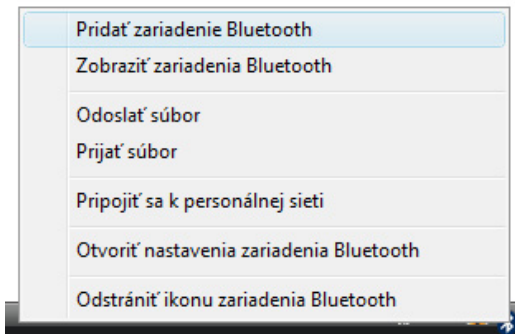 Pridať zariadenie Bluetooth
Zobraziť zariadenia Bluetooth
Odoslať súbor
Prijať súbor
Pripojiť sa k personálnej sieti
Otvoriť nastavenia zariadenia Bluetooth
Odstrániť ikonu zariadenia Bluetooth